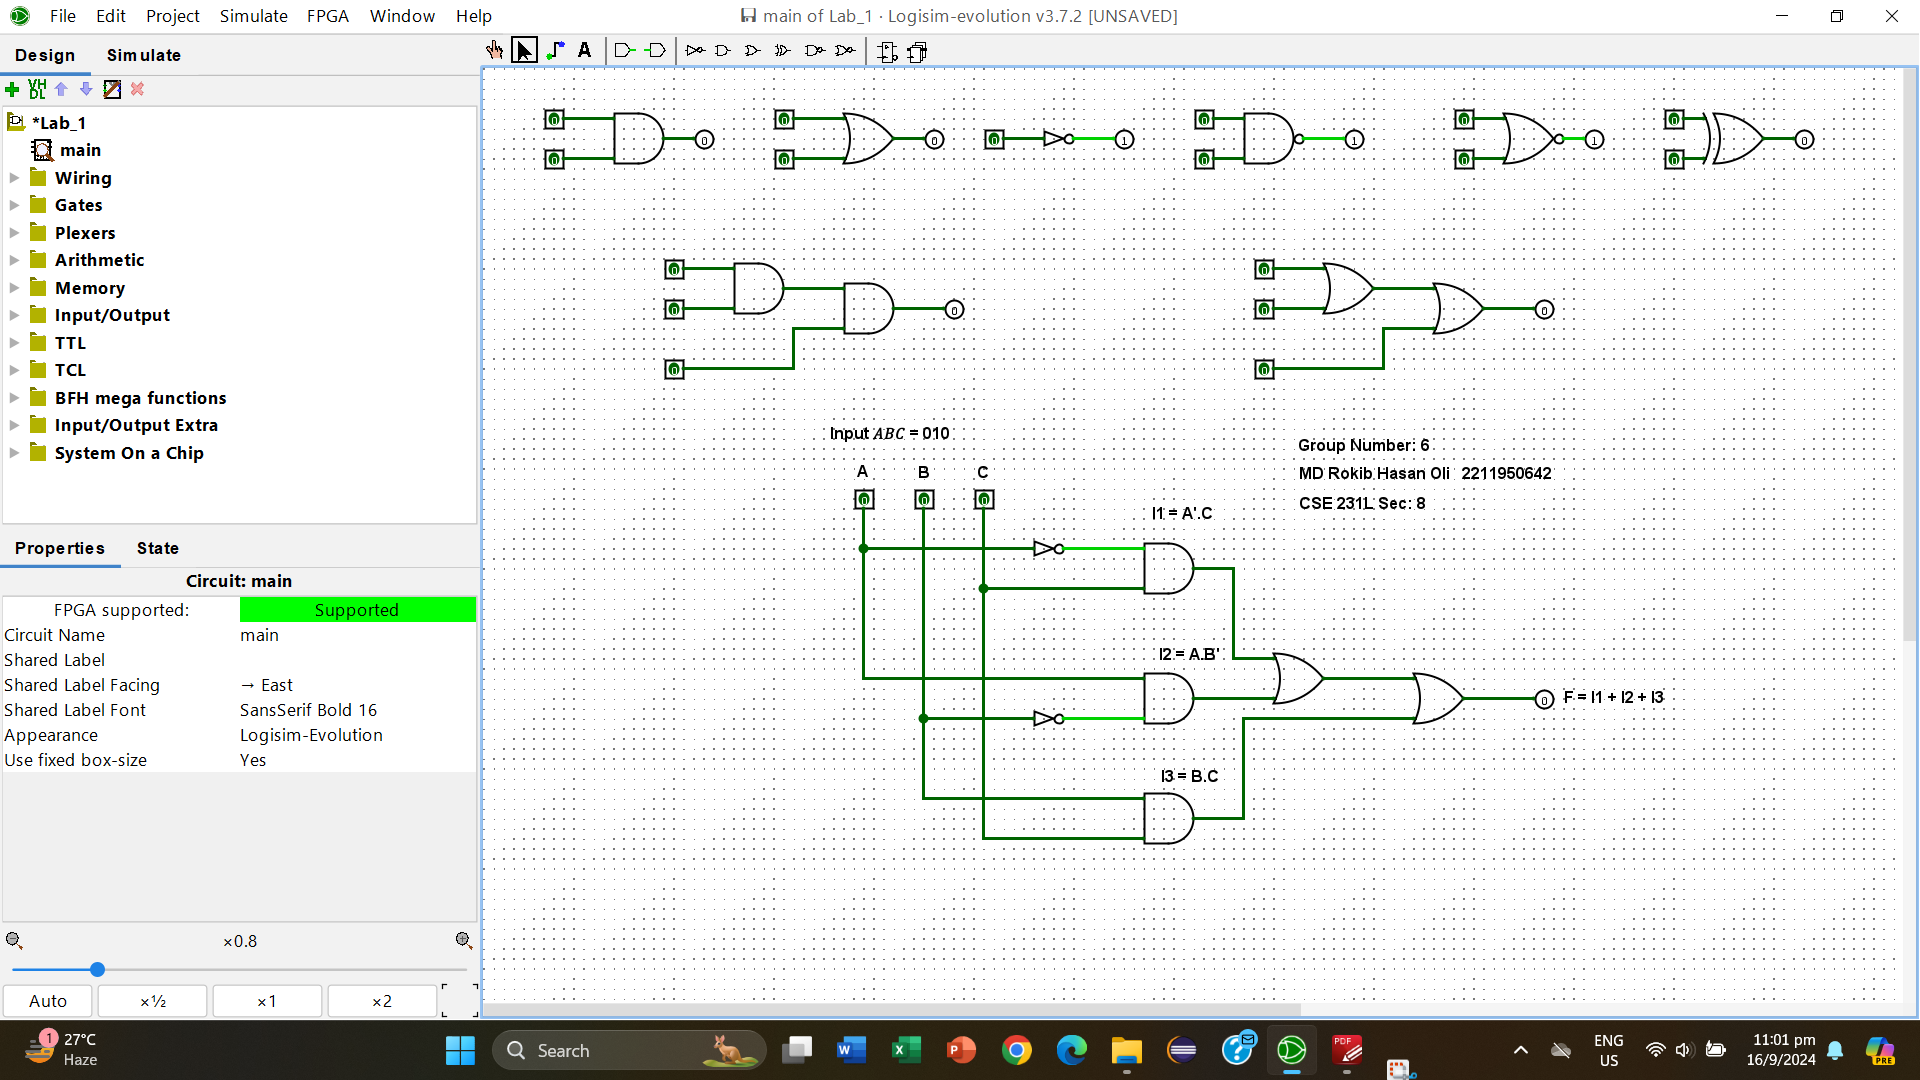 File Edit Project Simulate FPGA Window Help
main of Lab_1 · Logisim-evolution v3.7.2 [UNSAVED]
Design Simulate
A
VH
DL
*Lab_1
main
Wiring
Gates
Plexers
Arithmetic
Memory
Input/Output
TTL
TCL
BFH mega functions
Input/Output Extra
System On a Chip
0 0 0 0 0 0 1 0 0 1 0 0 1 0 0 0
0 0 0 0
0 0 0 0
Input ABC = 010
A B C
0 0 0
Group Number: 6
MD Rokib Hasan Oli 2211950642
CSE 231L Sec: 8
I1 = A'.C
I2 = A.B'
0 F = I1 + I2 + I3
I3 = B.C
Properties State
Circuit: main
FPGA supported: Supported
Circuit Name main
Shared Label
Shared Label Facing → East
Shared Label Font SansSerif Bold 16
Appearance Logisim-Evolution
Use fixed box-size Yes
×0.8
Auto ×½ ×1 ×2
1
27°C
Haze
Search
W X P PDF
ENG
US
11:01 pm
16/9/2024
PRE